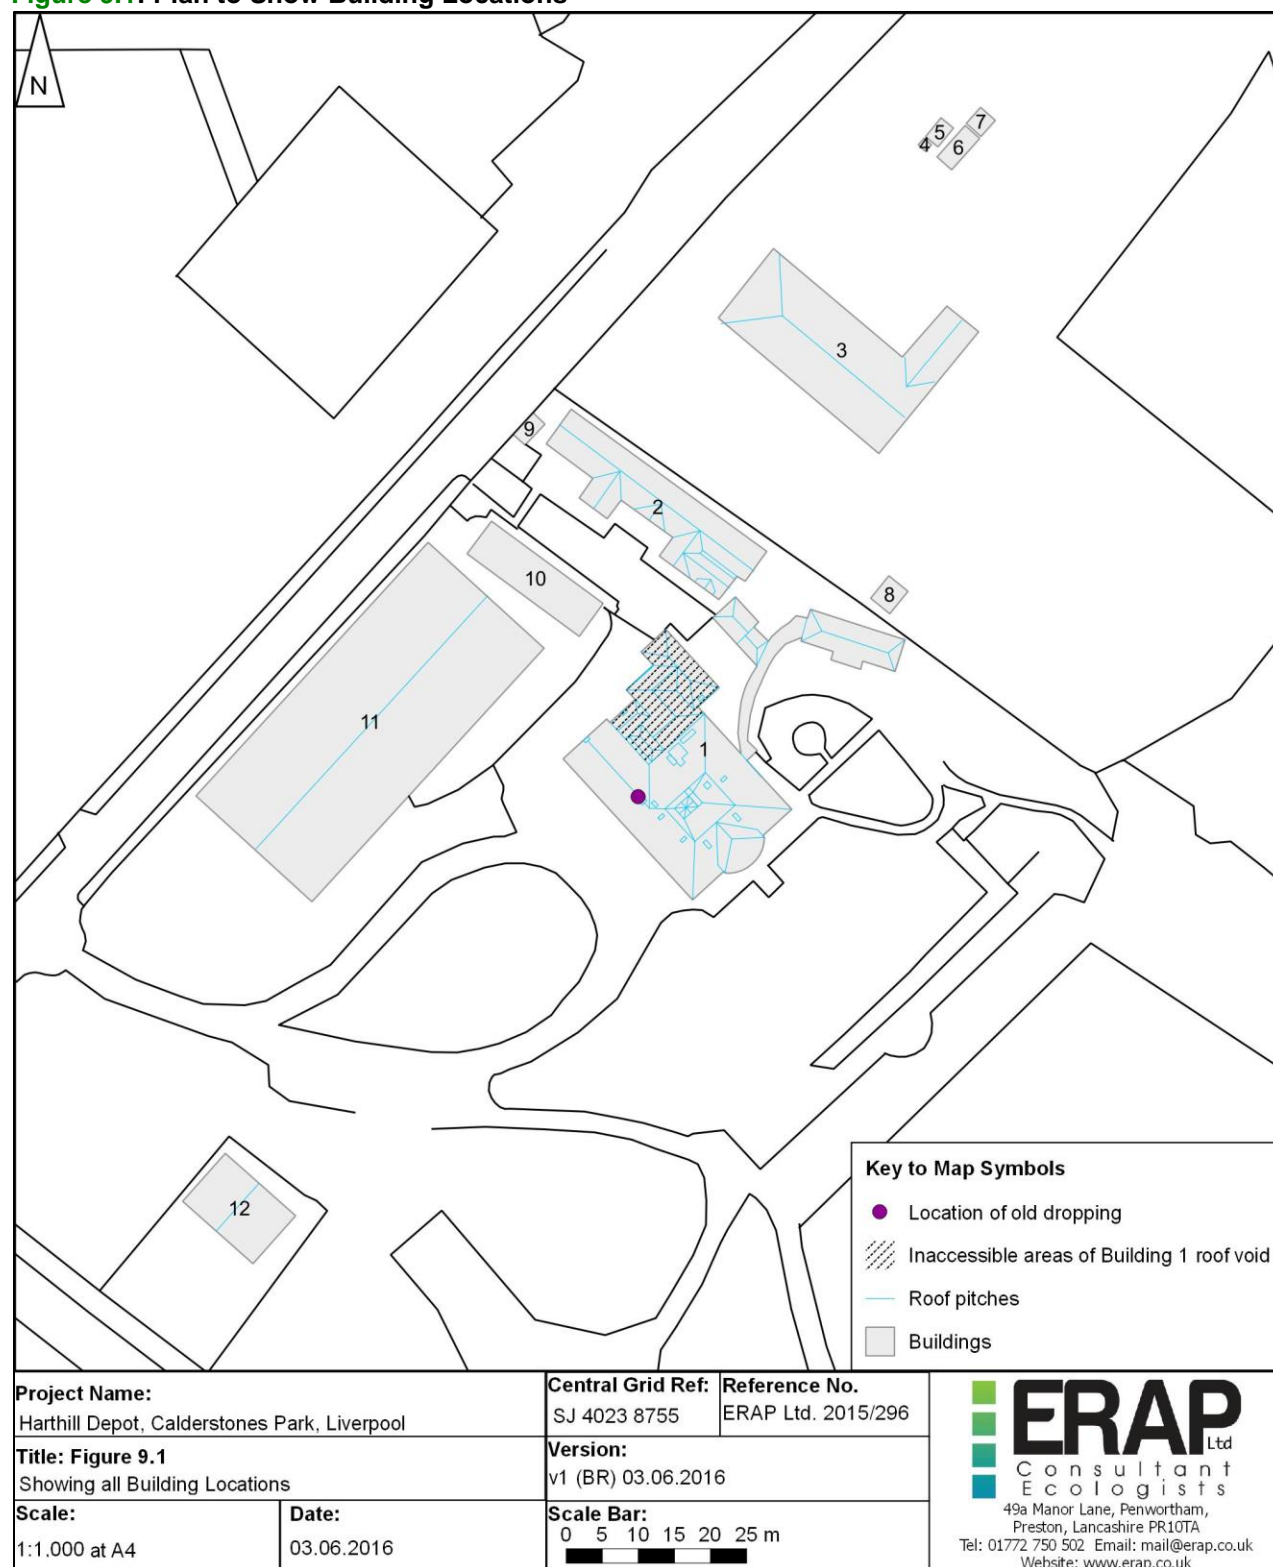 Figure 9.1: Plan to Show Building Locations
N
7
5
4
6
3
9
2
8
10
11
1
12
Key to Map Symbols
Location of old dropping
Inaccessible areas of Building 1 roof void
Roof pitches
Buildings
Project Name:
Harthill Depot, Calderstones Park, Liverpool
Central Grid Ref:
SJ 4023 8755
Reference No.
ERAP Ltd. 2015/296
Title: Figure 9.1
Showing all Building Locations
Version:
v1 (BR) 03.06.2016
Scale:
1:1.000 at A4
Date:
03.06.2016
Scale Bar:
0 5 10 15 20 25 m
ERAP
Ltd
Consultant
Ecologists
49a Manor Lane, Penwortham,
Preston, Lancashire PR10TA
Tel: 01772 750 502 Email: mail@erap.co.uk
Website: www.erap.co.uk